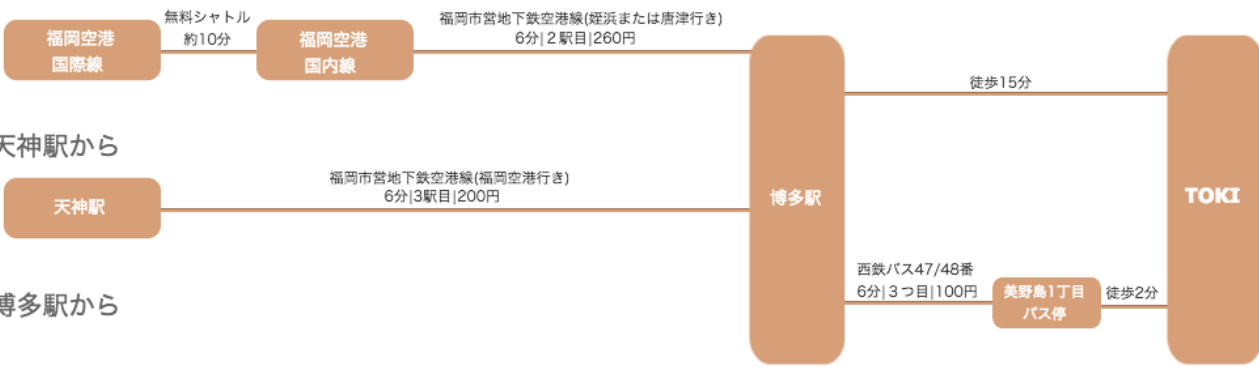 無料シャトル
約10分
福岡市営地下鉄空港線(姪浜または唐津行き)
6分|2駅目|260円
福岡空港
国際線
福岡空港
国内線
徒歩15分
天神駅から
福岡市営地下鉄空港線(福岡空港行き)
6分|3駅目|200円
天神駅
博多駅
TOKI
西鉄バス47/48番
6分|3つ目|100円
美野島1丁目
バス停
徒歩2分
博多駅から